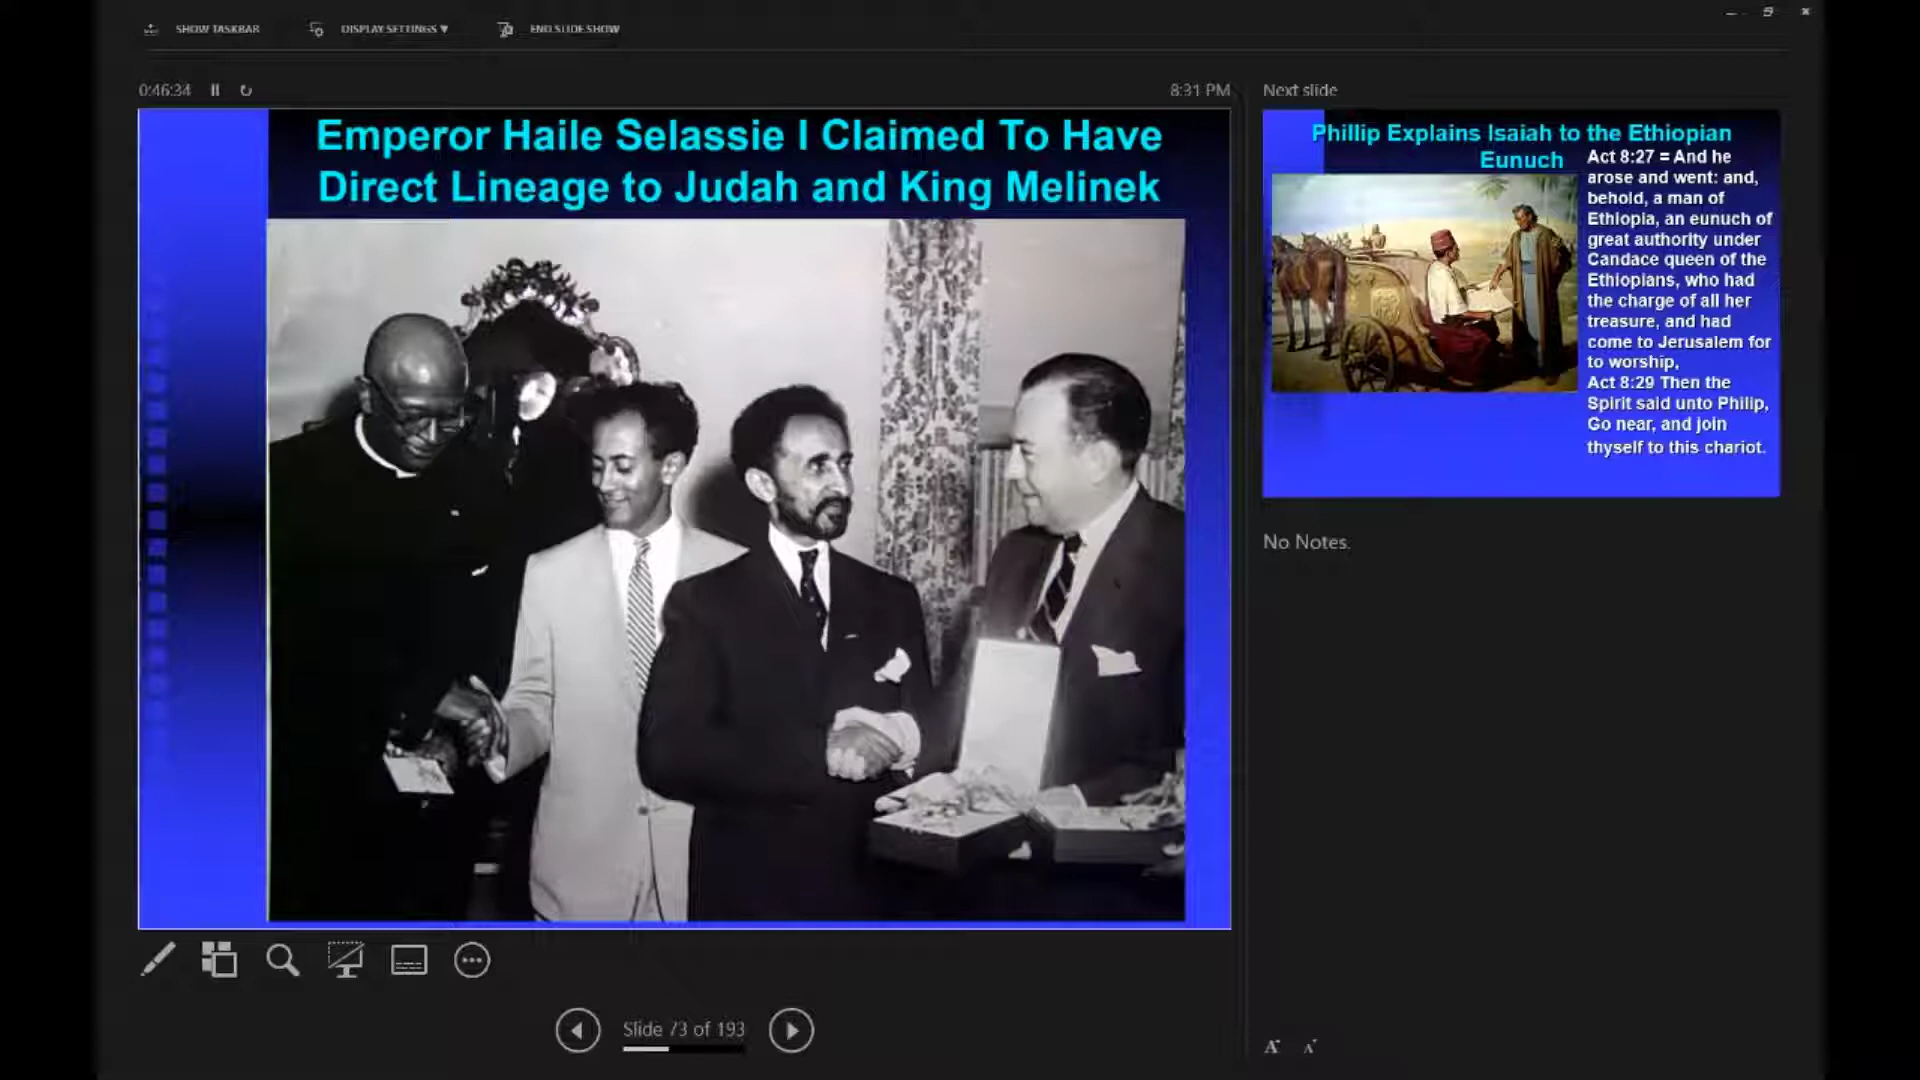 SHOW TASKBAR
DISPLAY SETTINGS ▼
END SLIDE SHOW
0:46:34
8:31 PM
Next slide
Emperor Haile Selassie I Claimed To Have
Direct Lineage to Judah and King Melinek
Phillip Explains Isaiah to the Ethiopian
Eunuch
Act 8:27 = And he
arose and went: and,
behold, a man of
Ethiopia, an eunuch of
great authority under
Candace queen of the
Ethiopians, who had
the charge of all her
treasure, and had
come to Jerusalem for
to worship,
Act 8:29 Then the
Spirit said unto Philip,
Go near, and join
thyself to this chariot.
No Notes.
Slide 73 of 193
A A